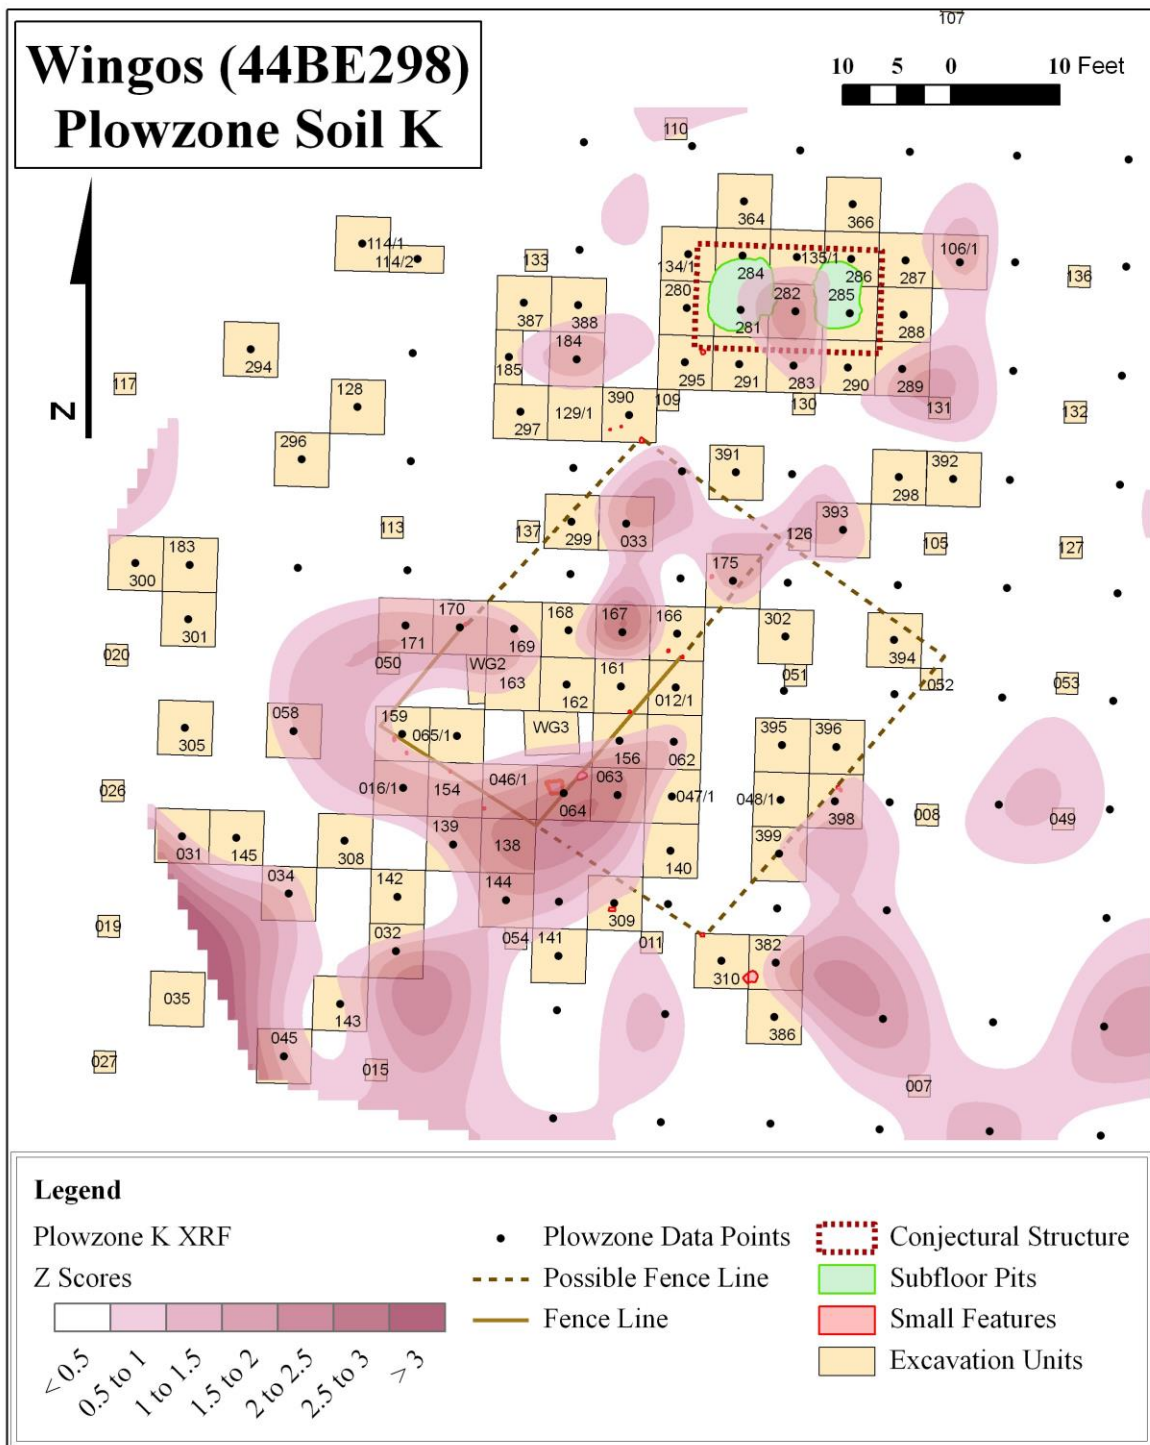 107
Wingos (44BE298)
Plowzone Soil K
10 5 0 10 Feet
110
364 366
114/1
114/2
133
134/1 284 135/1 286 287 106/1 136
280 282 285
387 388 281 288
294 184
117 185 295 291 283 290 289
128 109 130 131 132
297 129/1 390
Z
296 391 298 392
113 137 299 033 126 393 105 127
183
300 175
301 171 170 169 168 167 166 302 394
020 050 WG2 163 161 051 052 053
162 012/1
058 159 065/1 WG3 395 396
305 156 062
026 016/1 154 046/1 063 047/1 048/1 008 049
064 398
139 138 399
031 145 308 140
034 142 144
019 309
032 054 141 011 382
035 310
143 386
045
027 015 007
Legend
Plowzone K XRF
Z Scores
< 0.5
0.5 to 1
1 to 1.5
1.5 to 2
2 to 2.5
2.5 to 3
> 3
Plowzone Data Points
Possible Fence Line
Fence Line
Conjectural Structure
Subfloor Pits
Small Features
Excavation Units